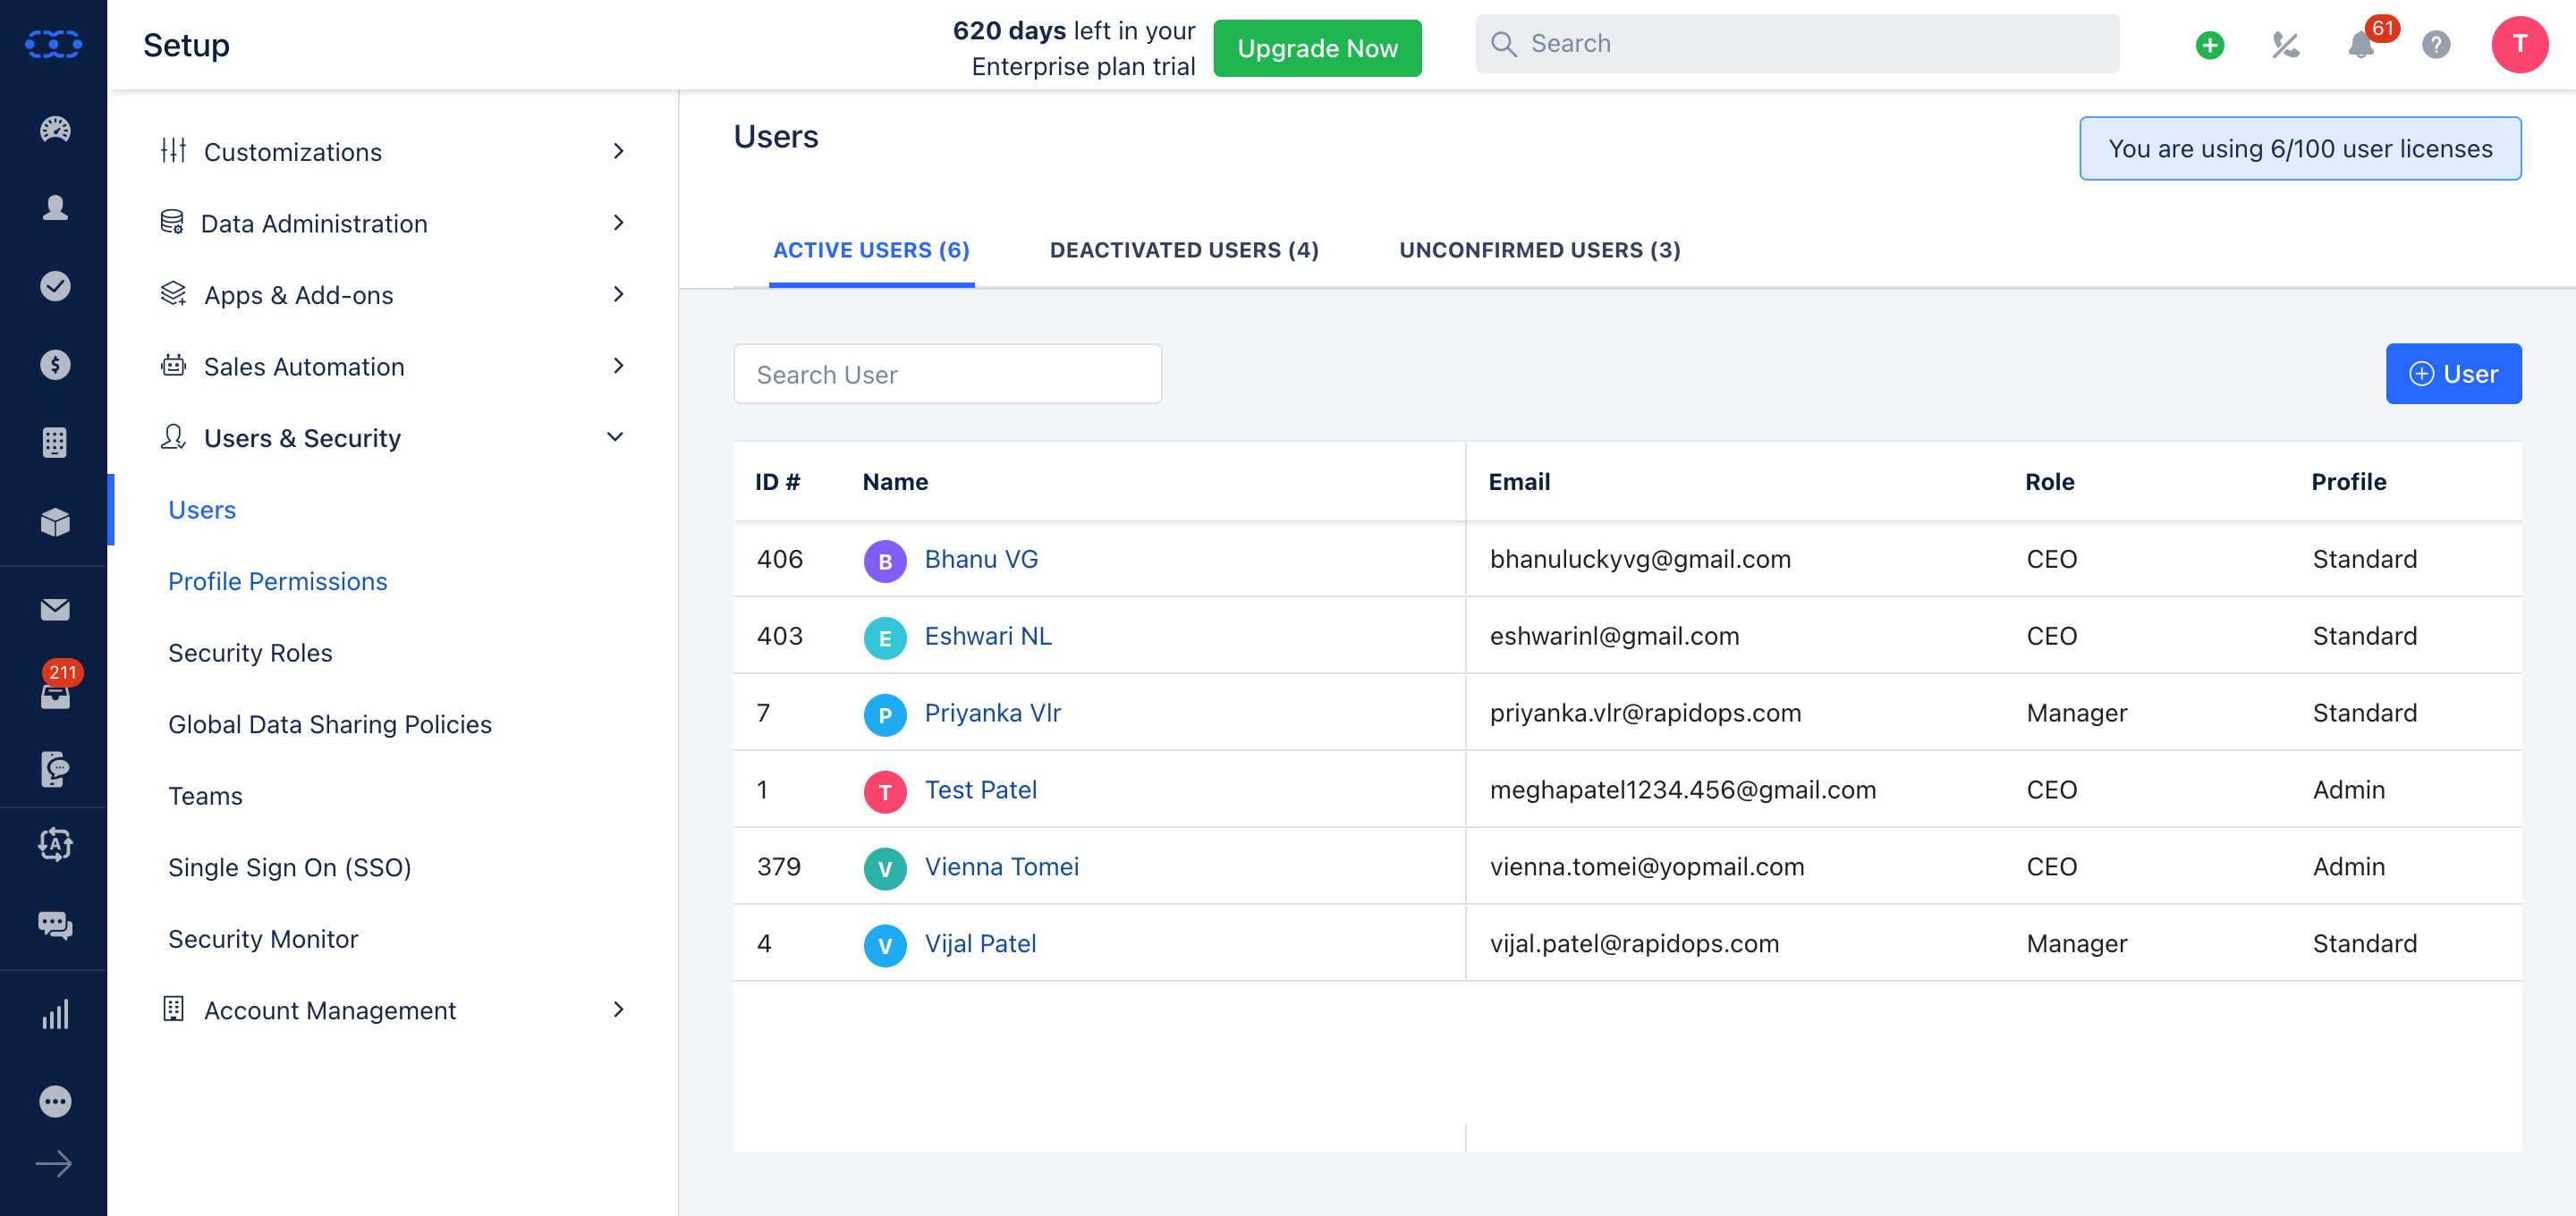 Setup
620 days left in your
Enterprise plan trial
Upgrade Now
Search
61
?
T
Customizations
Data Administration
Apps & Add-ons
Sales Automation
Users & Security
Users
Profile Permissions
Security Roles
Global Data Sharing Policies
Teams
Single Sign On (SSO)
Security Monitor
Account Management
$
211
A
Users
You are using 6/100 user licenses
ACTIVE USERS (6) DEACTIVATED USERS (4) UNCONFIRMED USERS (3)
Search User
User
ID # Name Email Role Profile
406 B Bhanu VG bhanuluckyvg@gmail.com CEO Standard
403 E Eshwari NL eshwarinl@gmail.com CEO Standard
7 P Priyanka Vlr priyanka.vlr@rapidops.com Manager Standard
1 T Test Patel meghapatel1234.456@gmail.com CEO Admin
379 V Vienna Tomei vienna.tomei@yopmail.com CEO Admin
4 V Vijal Patel vijal.patel@rapidops.com Manager Standard